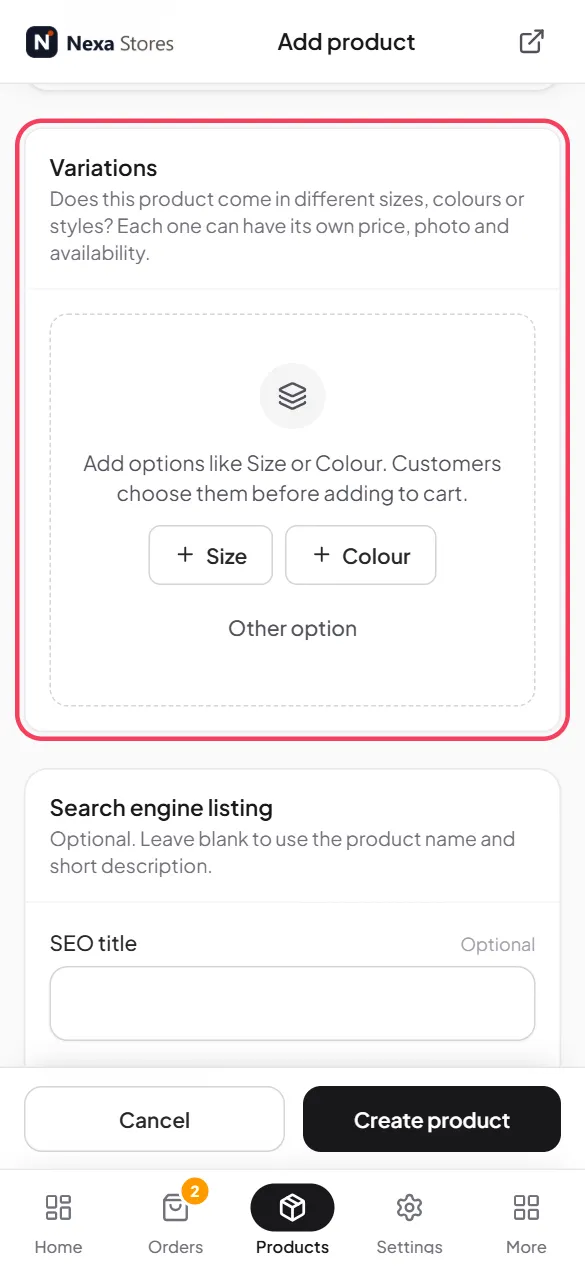 N Nexa Stores
Add product
Variations
Does this product come in different sizes, colours or
styles? Each one can have its own price, photo and
availability.
Add options like Size or Colour. Customers
choose them before adding to cart.
+ Size
+ Colour
Other option
Search engine listing
Optional. Leave blank to use the product name and
short description.
SEO title
Optional
Cancel
Create product
2
Home
Orders
Products
Settings
More